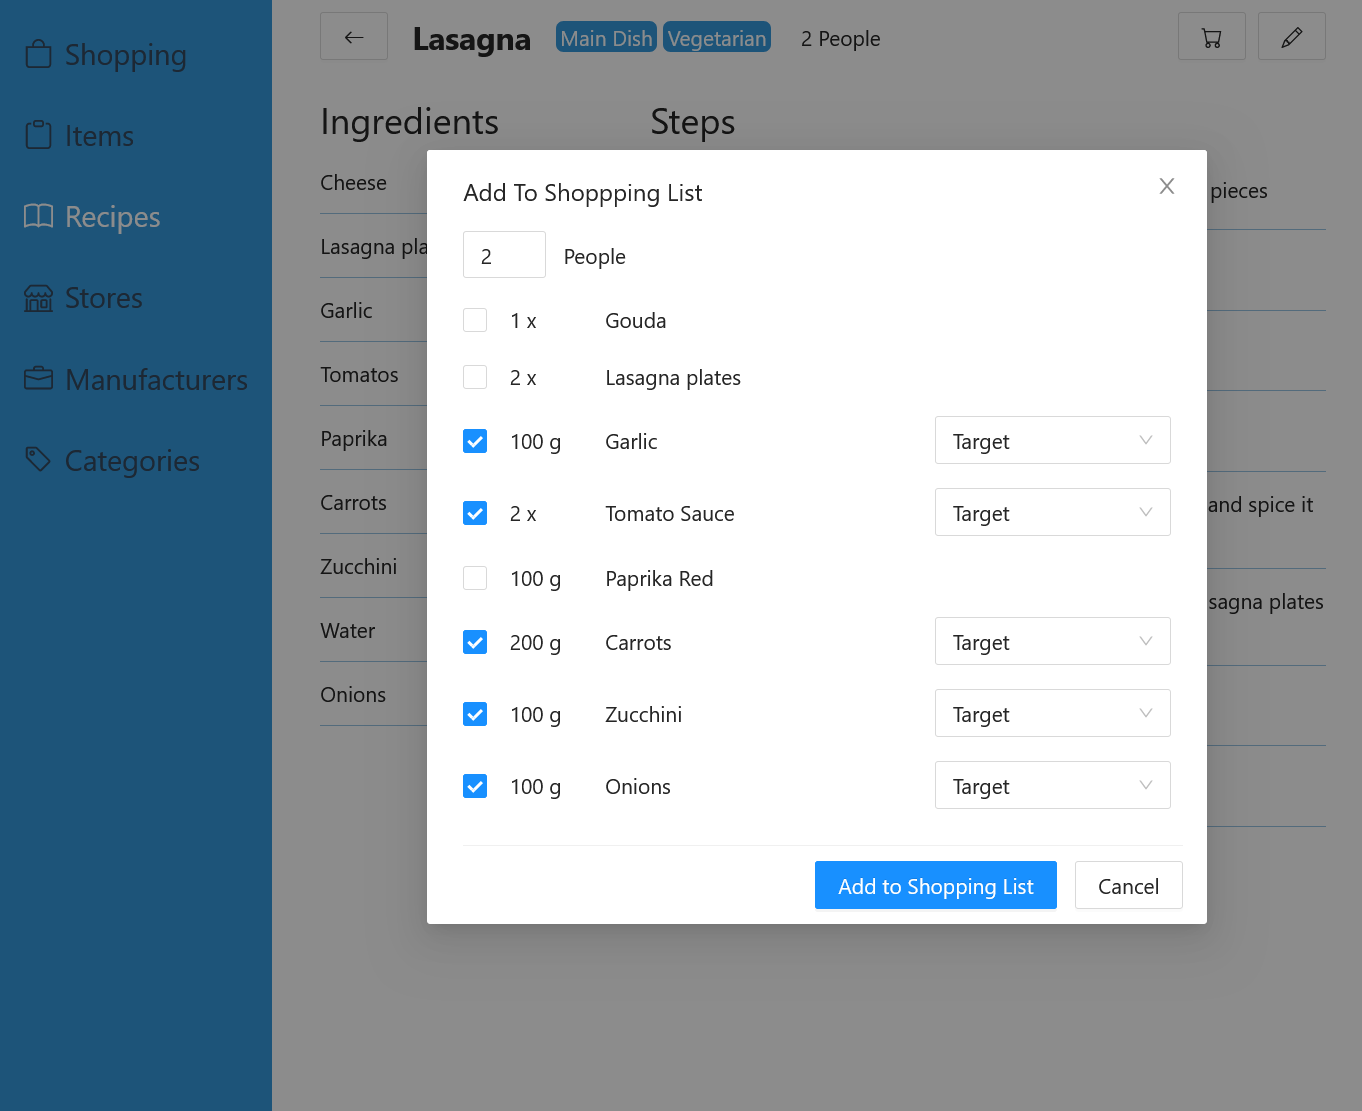 Shopping
Items
Recipes
Stores
Manufacturers
Categories
Lasagna Main Dish Vegetarian 2 People
Ingredients
Cheese
Lasagna pla
Garlic
Tomatos
Paprika
Carrots
Zucchini
Water
Onions
Steps
pieces
and spice it
sagna plates
Add To Shoppping List
2 People
1 x Gouda
2 x Lasagna plates
100 g Garlic Target
2 x Tomato Sauce Target
100 g Paprika Red
200 g Carrots Target
100 g Zucchini Target
100 g Onions Target
Add to Shopping List Cancel